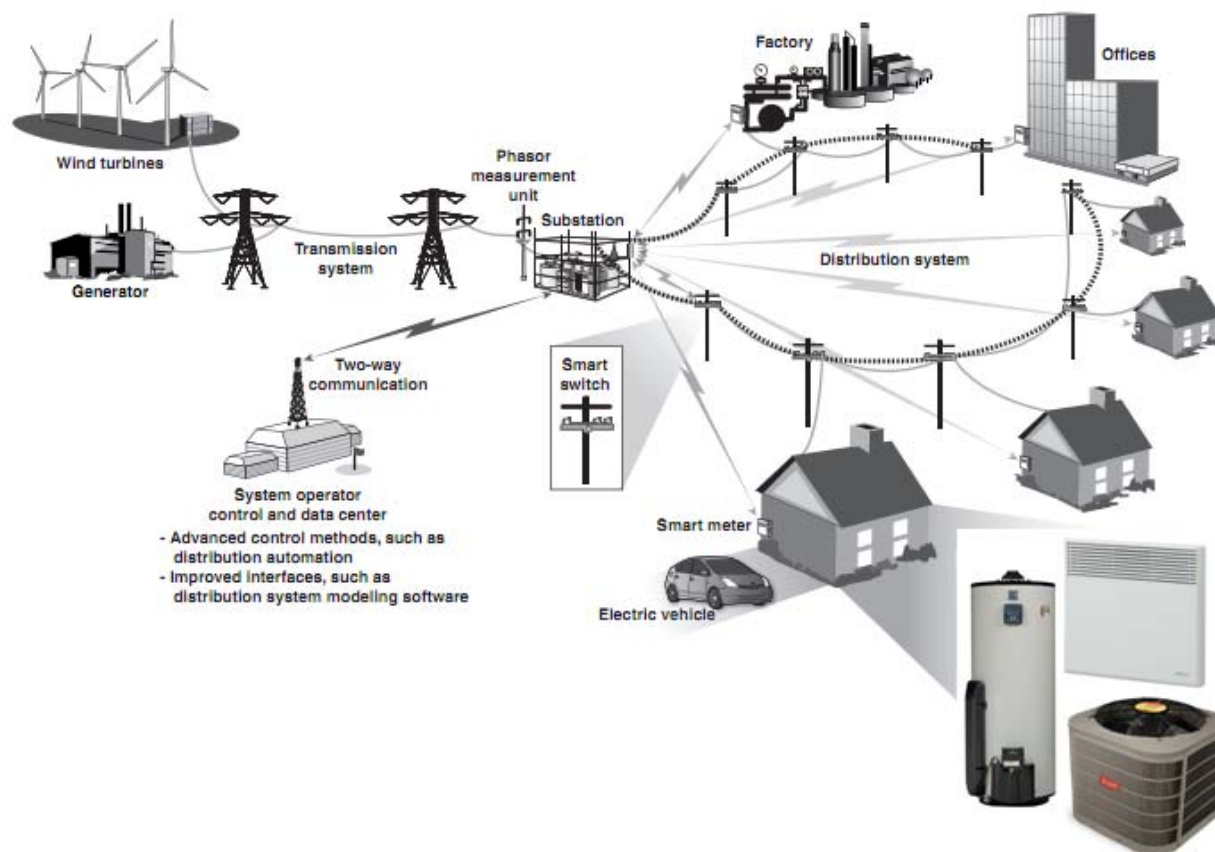 Wind turbines
Generator
Transmission
system
Phasor
measurement
unit
Substation
Factory
Offices
Distribution system
Two-way
communication
Smart
switch
System operator
control and data center
- Advanced control methods, such as
distribution automation
- Improved interfaces, such as
distribution system modeling software
Smart meter
Electric vehicle